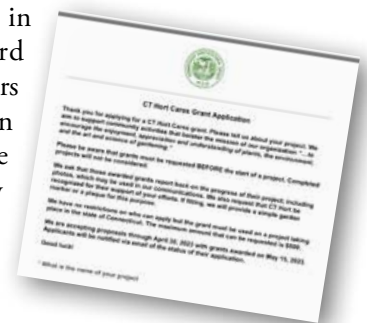 in
rd
rs
n
e
y
CT Hort Cares Grant Application
Thank you for applying for a CT Hort Cares grant. Please tell us about your project. We
aim to support community activities that the mission of our organization: "... to
encourage the enjoyment, appreciation and understanding of plants, the environment,
and the art and science of gardening."
Please be aware that grants must be requested BEFORE the start of a project. Completed
projects will not be considered.
We ask that those awarded grants report back on the progress of their project, including
photos, which may be used in our communications. We also request that CT Hort be
recognized for their support of your efforts. If fitting, we will provide a simple garden
marker or a plaque for this purpose.
We have no restrictions on who can apply but the grant must be used on a project taking
place in the state of Connecticut. The maximum amount that can be requested is $500.
We are accepting proposals through April 30, 2023 with grants awarded on May 15, 2023.
Applicants will be notified via email of the status of their application.
Good luck!
* What is the name of your project